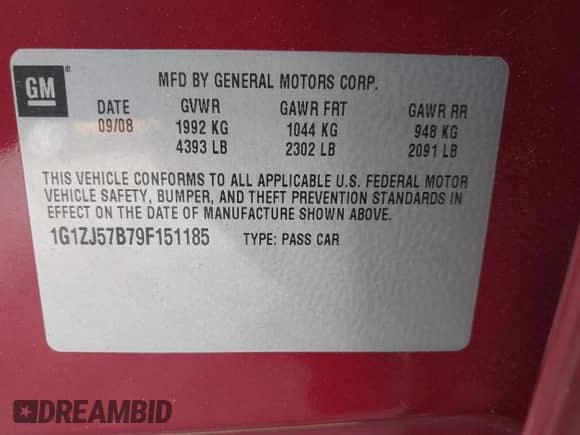 GM
MFD BY GENERAL MOTORS CORP.
DATE GVWR GAWR FRT GAWR RR
09/08 1992 KG 1044 KG 948 KG
4393 LB 2302 LB 2091 LB
THIS VEHICLE CONFORMS TO ALL APPLICABLE U.S. FEDERAL MOTOR
VEHICLE SAFETY, BUMPER, AND THEFT PREVENTION STANDARDS IN
EFFECT ON THE DATE OF MANUFACTURE SHOWN ABOVE.
1G1ZJ57B79F151185 TYPE: PASS CAR
DREAMBID